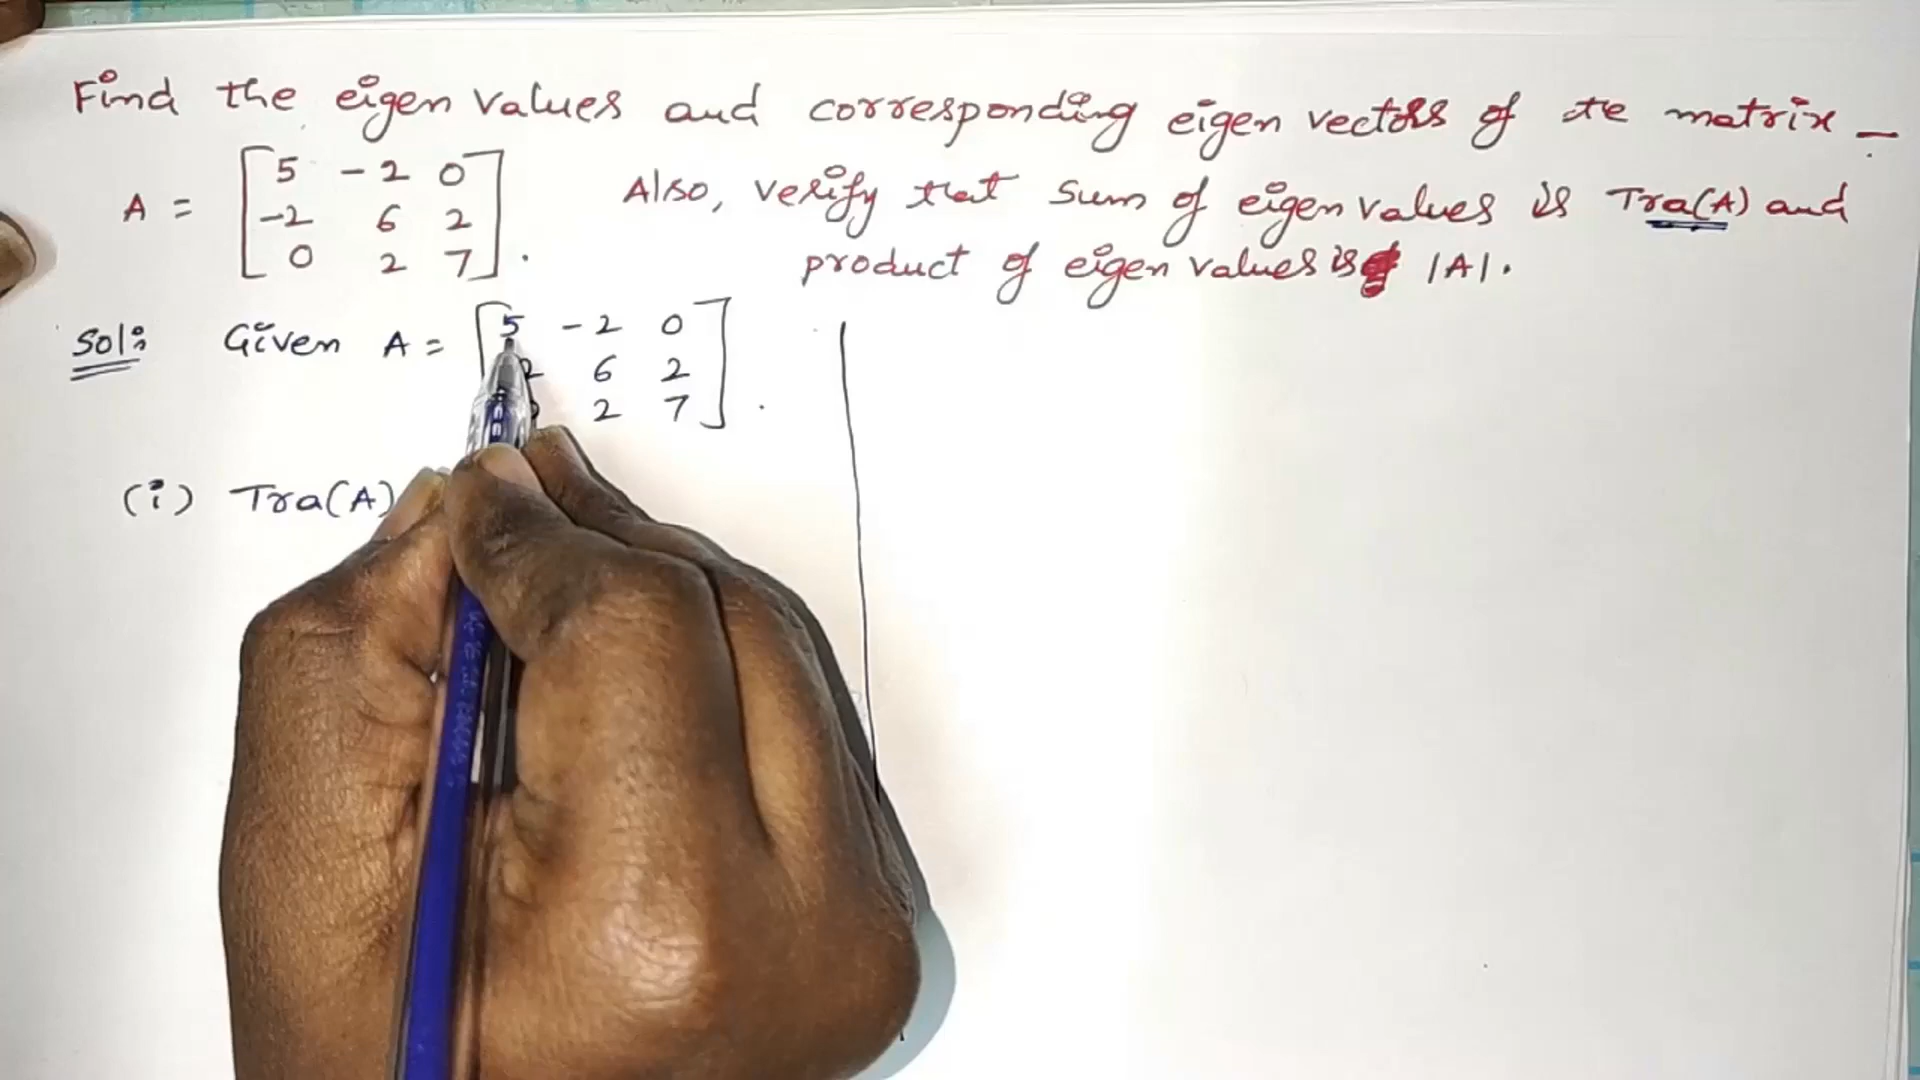 Find the eigen values and corresponding eigen vectors of te matrix -
A = [ 5 -2 0
-2 6 2
0 2 7 ] .
Also, verify that sum of eigen values is Tra(A) and
product of eigen values is |A| .
Sol:
Given A = [ 5 -2 0
2 6 2
2 7 ] .
(i) Tra(A)